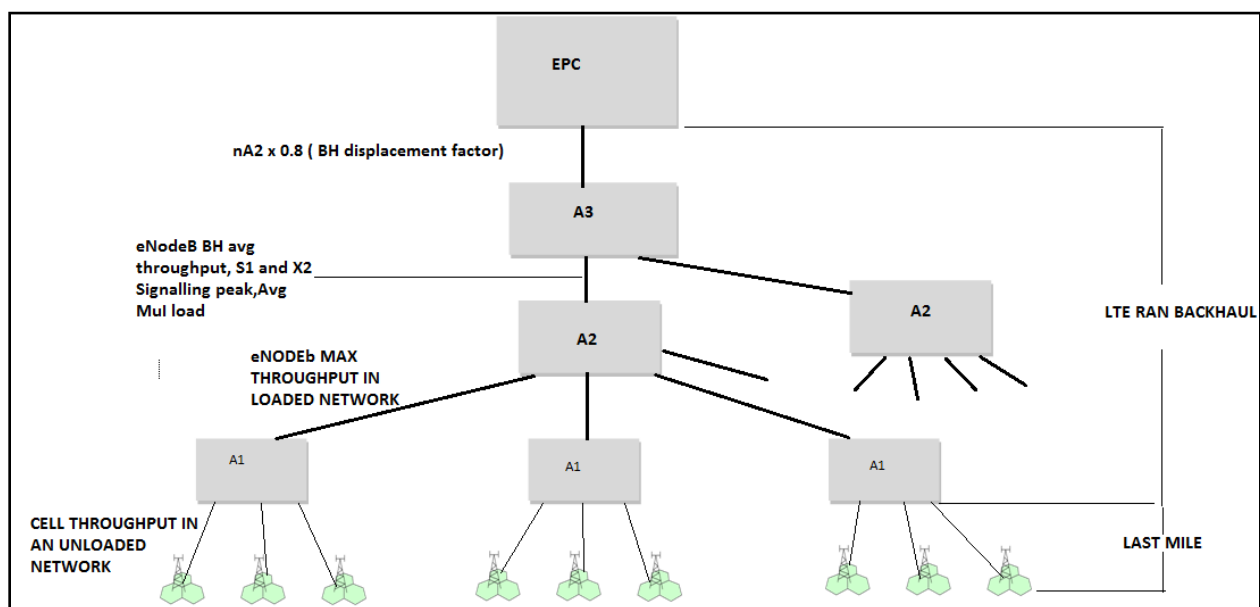 EPC
nA2 x 0.8 ( BH displacement factor)
A3
eNodeB BH avg
throughput, S1 and X2
Signalling peak,Avg
MuI load
A2
A2
LTE RAN BACKHAUL
eNODEb MAX
THROUGHPUT IN
LOADED NETWORK
A1
A1
A1
CELL THROUGHPUT IN
AN UNLOADED
NETWORK
LAST MILE